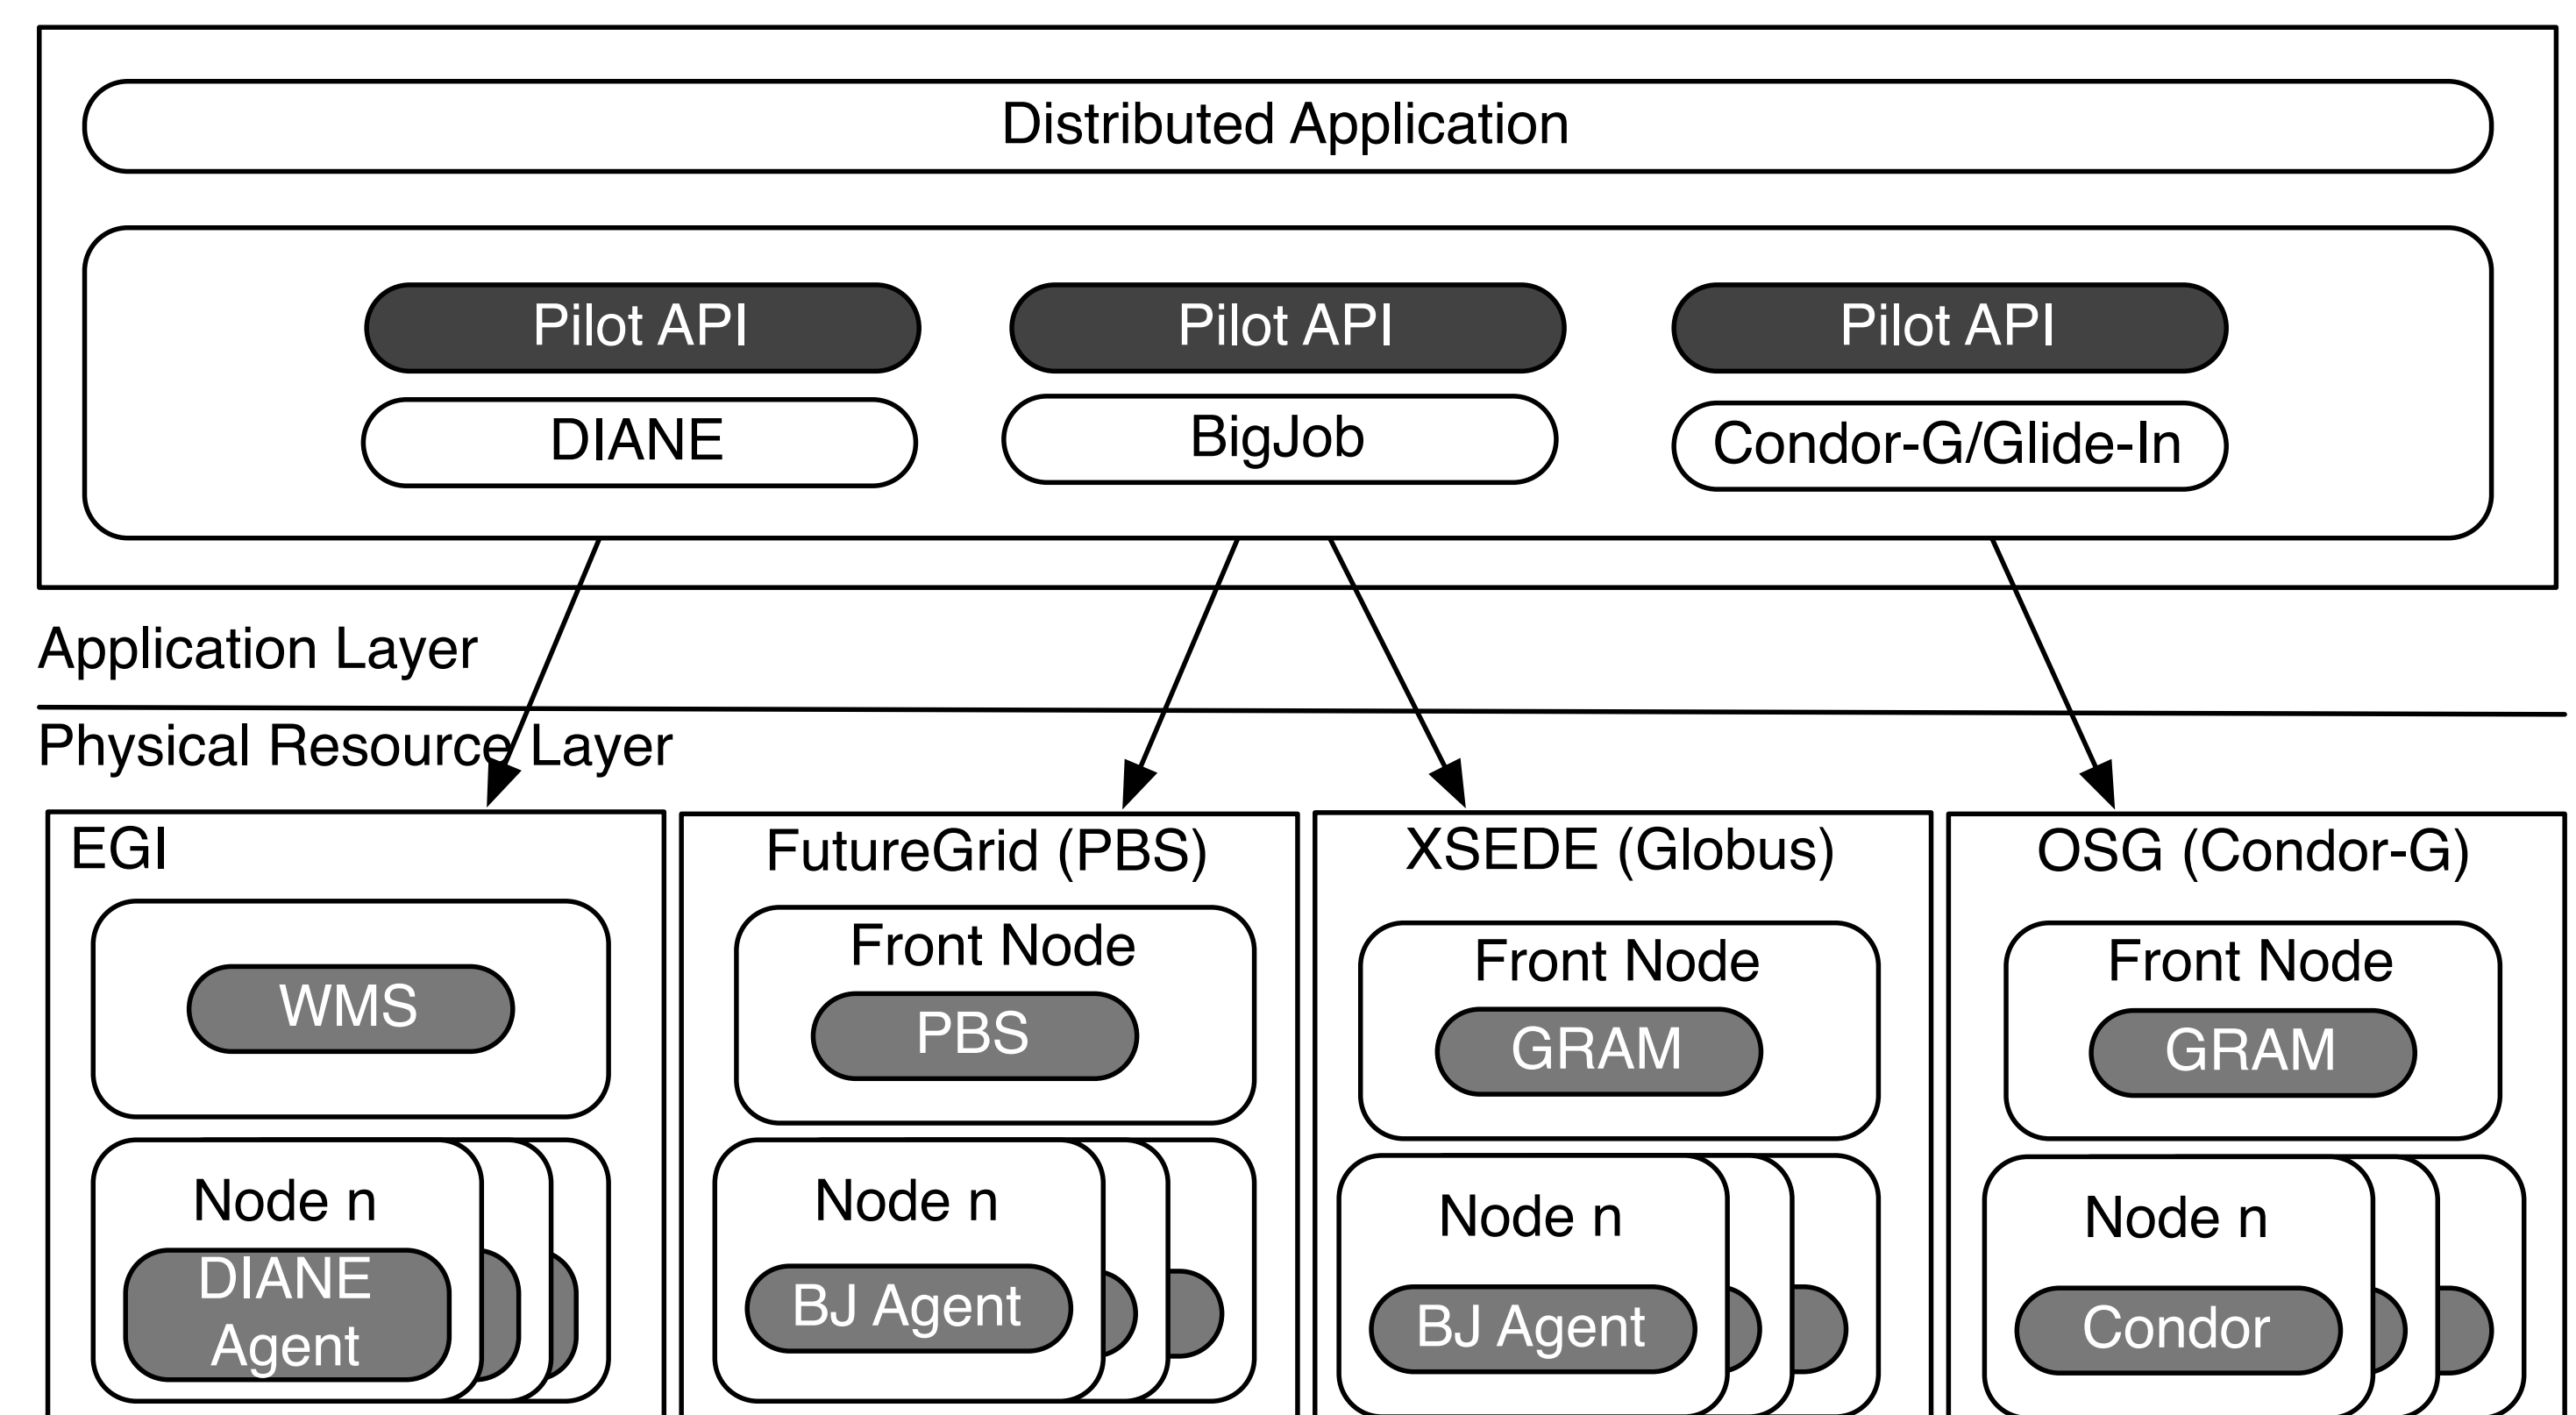 Distributed Application
Pilot API
Pilot API
Pilot API
DIANE
BigJob
Condor-G/Glide-In
Application Layer
Physical Resource Layer
EGI
WMS
Node n
DIANE
Agent
FutureGrid (PBS)
Front Node
PBS
Node n
BJ Agent
XSEDE (Globus)
Front Node
GRAM
Node n
BJ Agent
OSG (Condor-G)
Front Node
GRAM
Node n
Condor